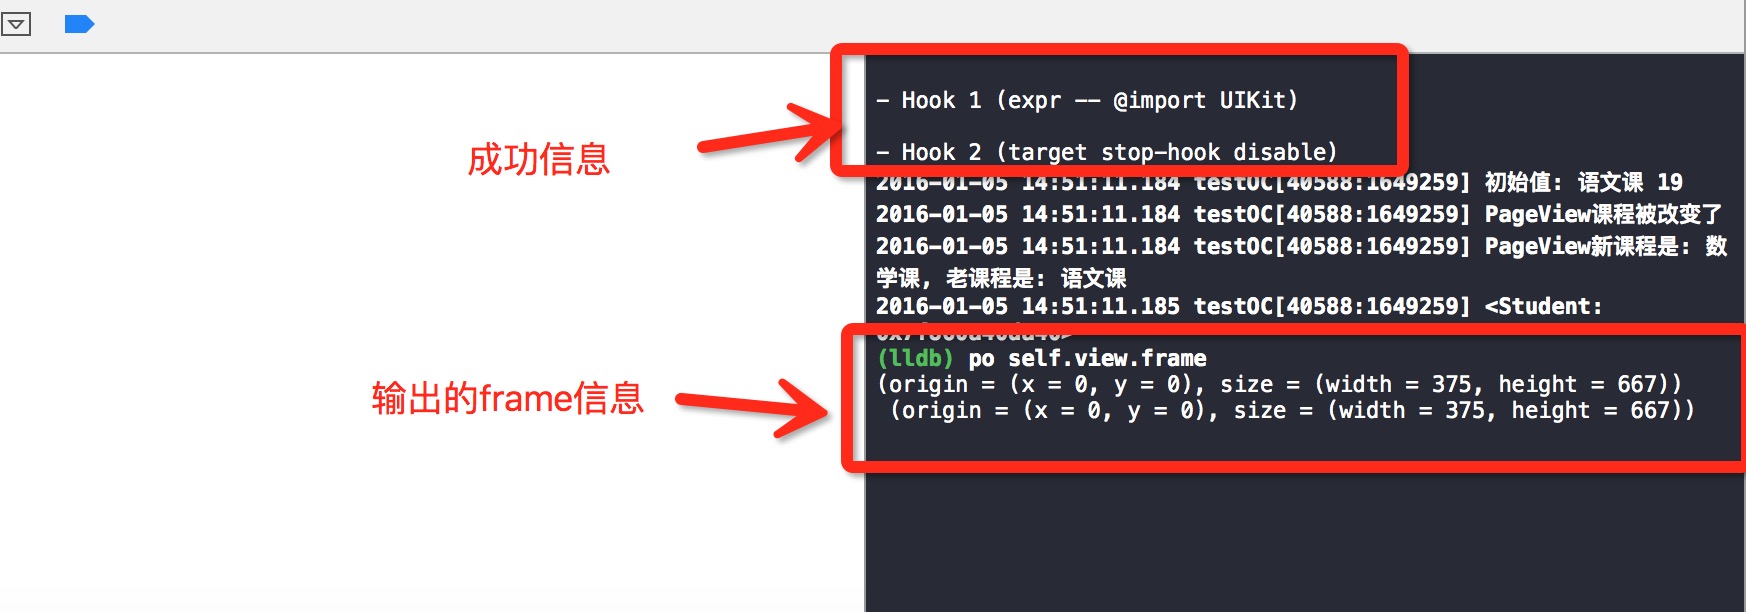 - Hook 1 (expr -- @import UIKit)
成功信息
- Hook 2 (target stop-hook disable)
2016-01-05 14:51:11.184 testOC[40588:1649259] 初始值: 语文课 19
2016-01-05 14:51:11.184 testOC[40588:1649259] PageView课程被改变了
2016-01-05 14:51:11.184 testOC[40588:1649259] PageView新课程是: 数
学课, 老课程是: 语文课
2016-01-05 14:51:11.185 testOC[40588:1649259] <Student:
(lldb) po self.view.frame
输出的frame信息
(origin = (x = 0, y = 0), size = (width = 375, height = 667))
(origin = (x = 0, y = 0), size = (width = 375, height = 667))